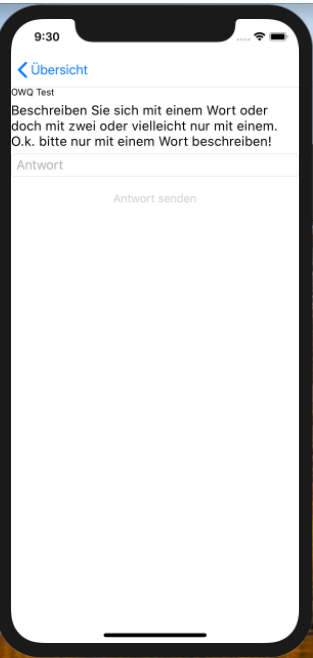 9:30
Übersicht
OWQ Test
Beschreiben Sie sich mit einem Wort oder
doch mit zwei oder vielleicht nur mit einem.
O.k. bitte nur mit einem Wort beschreiben!
Antwort
Antwort senden